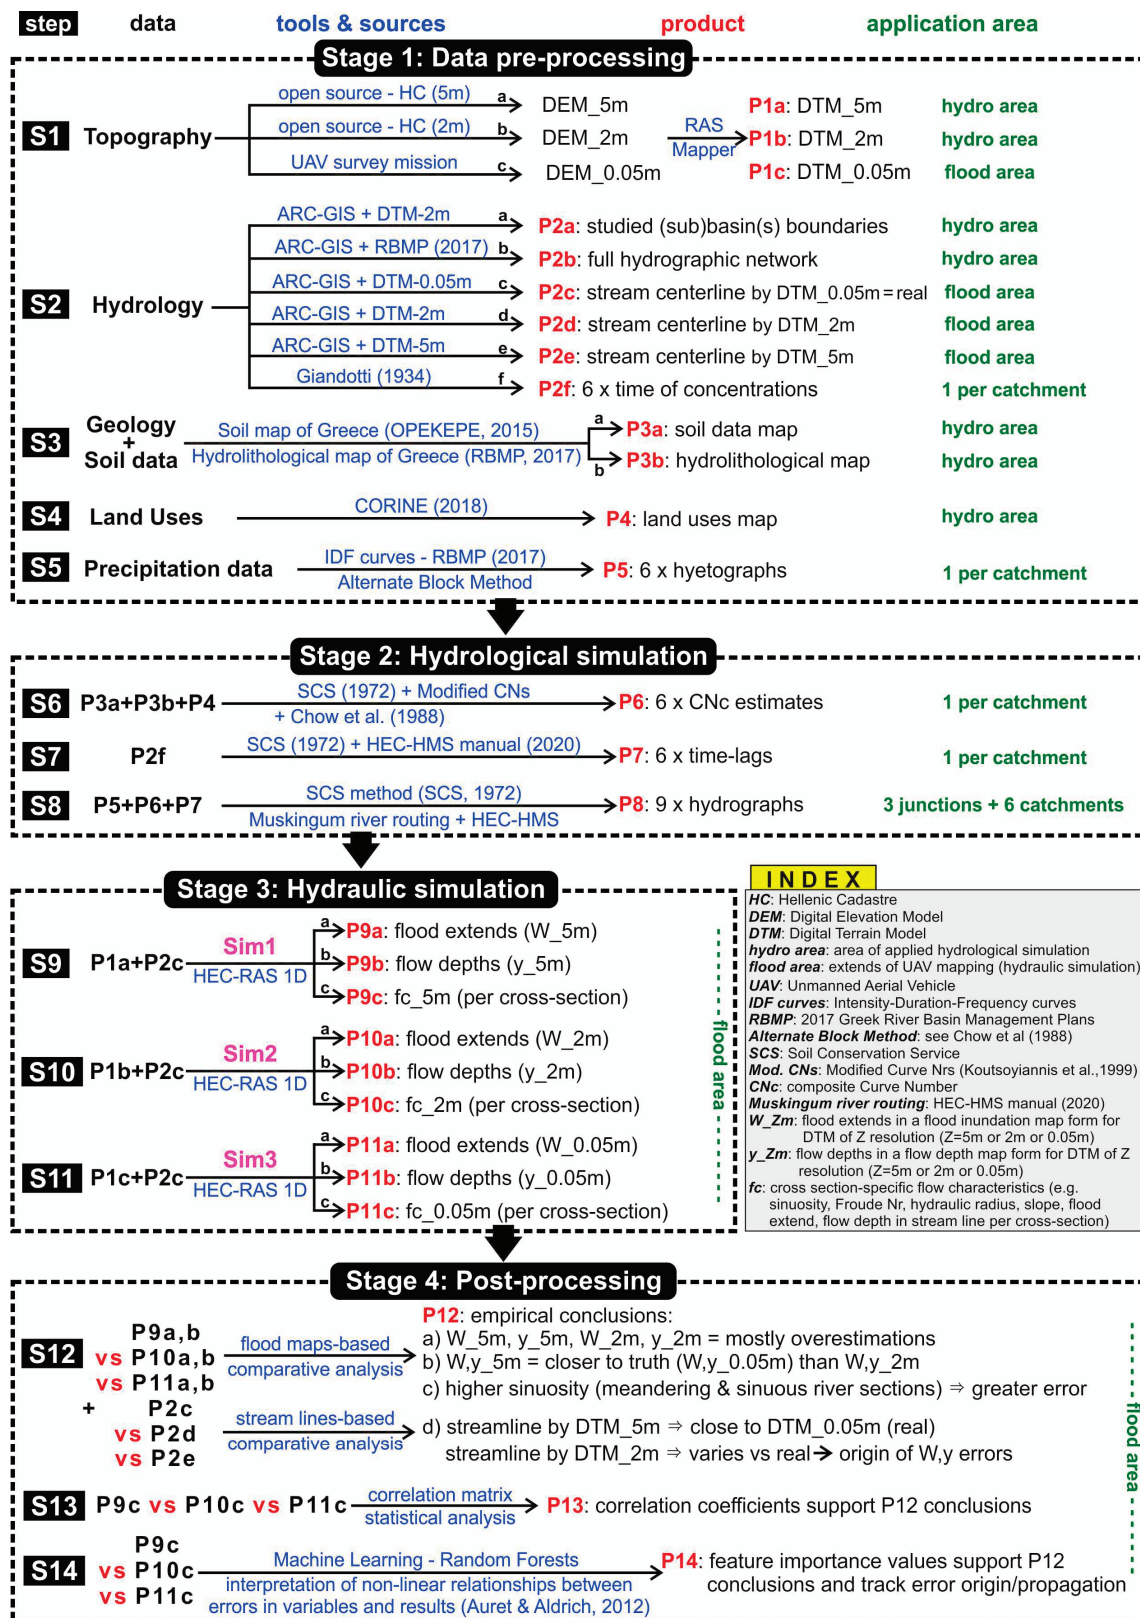 step data tools & sources product application area
Stage 1: Data pre-processing
S1 Topography
open source - HC (5m) a DEM_5m P1a: DTM_5m hydro area
open source - HC (2m) b DEM_2m RAS Mapper P1b: DTM_2m hydro area
UAV survey mission c DEM_0.05m P1c: DTM_0.05m flood area
S2 Hydrology
ARC-GIS + DTM-2m a P2a: studied (sub)basin(s) boundaries hydro area
ARC-GIS + RBMP (2017) b P2b: full hydrographic network hydro area
ARC-GIS + DTM-0.05m c P2c: stream centerline by DTM_0.05m=real flood area
ARC-GIS + DTM-2m d P2d: stream centerline by DTM_2m flood area
ARC-GIS + DTM-5m e P2e: stream centerline by DTM_5m flood area
Giandotti (1934) f P2f: 6 x time of concentrations 1 per catchment
S3 Geology + Soil data
Soil map of Greece (OPEKEPE, 2015) a P3a: soil data map hydro area
Hydrolithological map of Greece (RBMP, 2017) b P3b: hydrolithological map hydro area
S4 Land Uses CORINE (2018) P4: land uses map hydro area
S5 Precipitation data IDF curves - RBMP (2017) P5: 6 x hyetographs 1 per catchment
Alternate Block Method
Stage 2: Hydrological simulation
S6 P3a+P3b+P4 SCS (1972) + Modified CNs P6: 6 x CNc estimates 1 per catchment
+ Chow et al. (1988)
S7 P2f SCS (1972) + HEC-HMS manual (2020) P7: 6 x time-lags 1 per catchment
S8 P5+P6+P7 SCS method (SCS, 1972) P8: 9 x hydrographs 3 junctions + 6 catchments
Muskingum river routing + HEC-HMS
Stage 3: Hydraulic simulation
S9 P1a+P2c Sim1 HEC-RAS 1D
a P9a: flood extends (W_5m)
b P9b: flow depths (y_5m)
c P9c: fc_5m (per cross-section)
S10 P1b+P2c Sim2 HEC-RAS 1D
a P10a: flood extends (W_2m)
b P10b: flow depths (y_2m)
c P10c: fc_2m (per cross-section)
S11 P1c+P2c Sim3 HEC-RAS 1D
a P11a: flood extends (W_0.05m)
b P11b: flow depths (y_0.05m)
c P11c: fc_0.05m (per cross-section)
flood area
INDEX
HC: Hellenic Cadastre
DEM: Digital Elevation Model
DTM: Digital Terrain Model
hydro area: area of applied hydrological simulation
flood area: extends of UAV mapping (hydraulic simulation)
UAV: Unmanned Aerial Vehicle
IDF curves: Intensity-Duration-Frequency curves
RBMP: 2017 Greek River Basin Management Plans
Alternate Block Method: see Chow et al (1988)
SCS: Soil Conservation Service
Mod. CNs: Modified Curve Nrs (Koutsoyiannis et al.,1999)
CNc: composite Curve Number
Muskingum river routing: HEC-HMS manual (2020)
W_Zm: flood extends in a flood inundation map form for
DTM of Z resolution (Z=5m or 2m or 0.05m)
y_Zm: flow depths in a flow depth map form for DTM of Z
resolution (Z=5m or 2m or 0.05m)
fc: cross section-specific flow characteristics (e.g.
sinuosity, Froude Nr, hydraulic radius, slope, flood
extend, flow depth in stream line per cross-section)
Stage 4: Post-processing
S12
P9a,b
vs P10a,b
vs P11a,b
flood maps-based
comparative analysis
+ P2c
vs P2d
vs P2e
stream lines-based
comparative analysis
P12: empirical conclusions:
a) W_5m, y_5m, W_2m, y_2m = mostly overestimations
b) W,y_5m = closer to truth (W,y_0.05m) than W,y_2m
c) higher sinuosity (meandering & sinuous river sections) ⇒ greater error
d) streamline by DTM_5m ⇒ close to DTM_0.05m (real)
streamline by DTM_2m ⇒ varies vs real➔ origin of W,y errors
S13 P9c vs P10c vs P11c correlation matrix P13: correlation coefficients support P12 conclusions
statistical analysis
S14
P9c
vs P10c
vs P11c
Machine Learning - Random Forests
interpretation of non-linear relationships between
errors in variables and results (Auret & Aldrich, 2012)
P14: feature importance values support P12
conclusions and track error origin/propagation
flood area